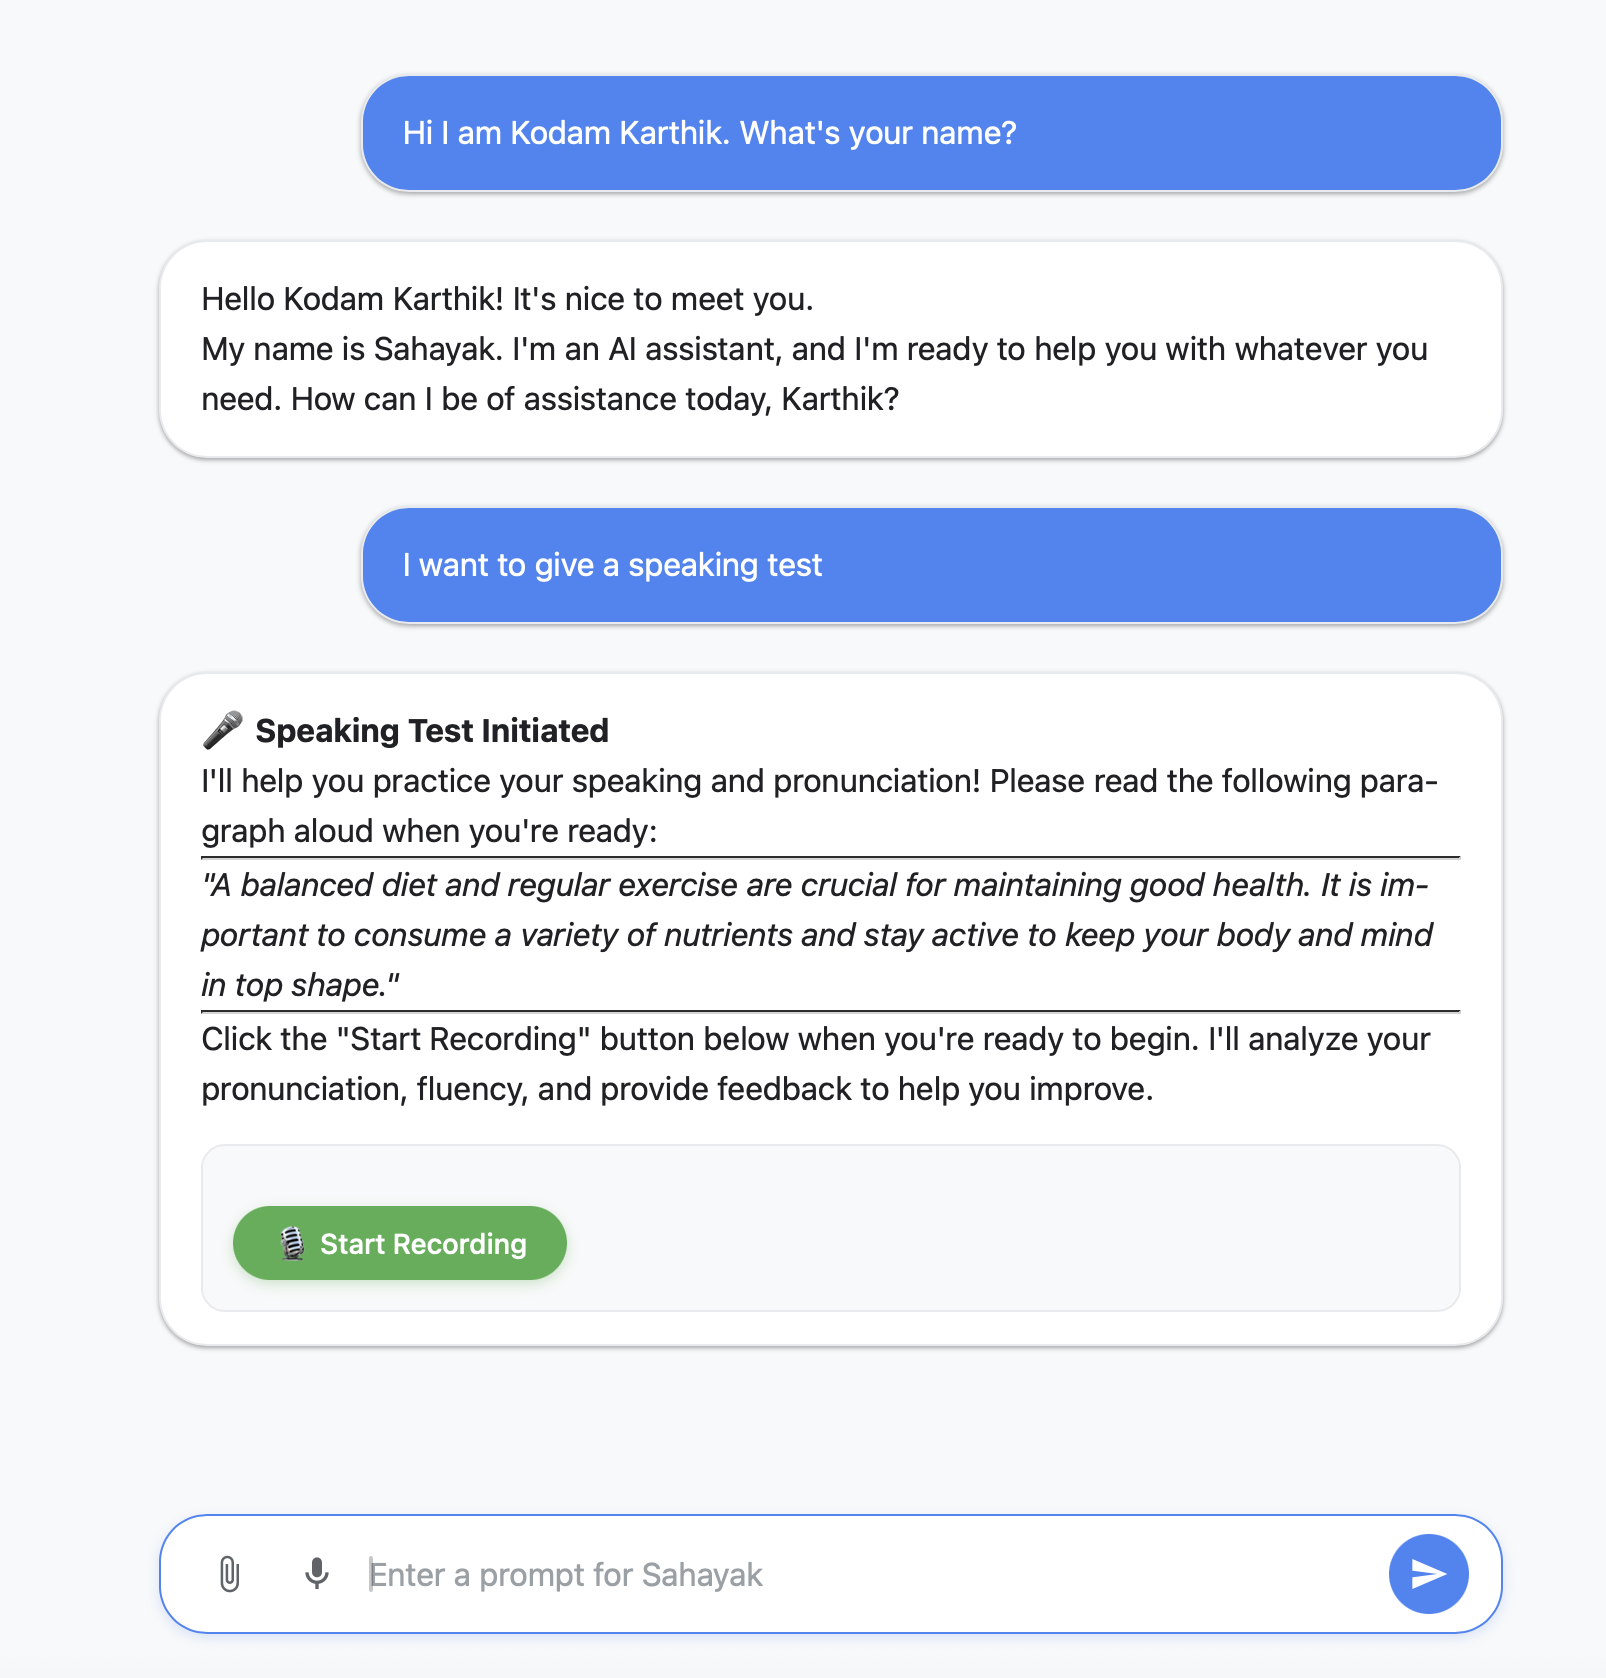 Hi I am Kodam Karthik. What's your name?
Hello Kodam Karthik! It's nice to meet you.
My name is Sahayak. I'm an AI assistant, and I'm ready to help you with whatever you
need. How can I be of assistance today, Karthik?
I want to give a speaking test
🎤 Speaking Test Initiated
I'll help you practice your speaking and pronunciation! Please read the following para-
graph aloud when you're ready:
"A balanced diet and regular exercise are crucial for maintaining good health. It is im-
portant to consume a variety of nutrients and stay active to keep your body and mind
in top shape."
Click the "Start Recording" button below when you're ready to begin. I'll analyze your
pronunciation, fluency, and provide feedback to help you improve.
🎙️ Start Recording
Enter a prompt for Sahayak